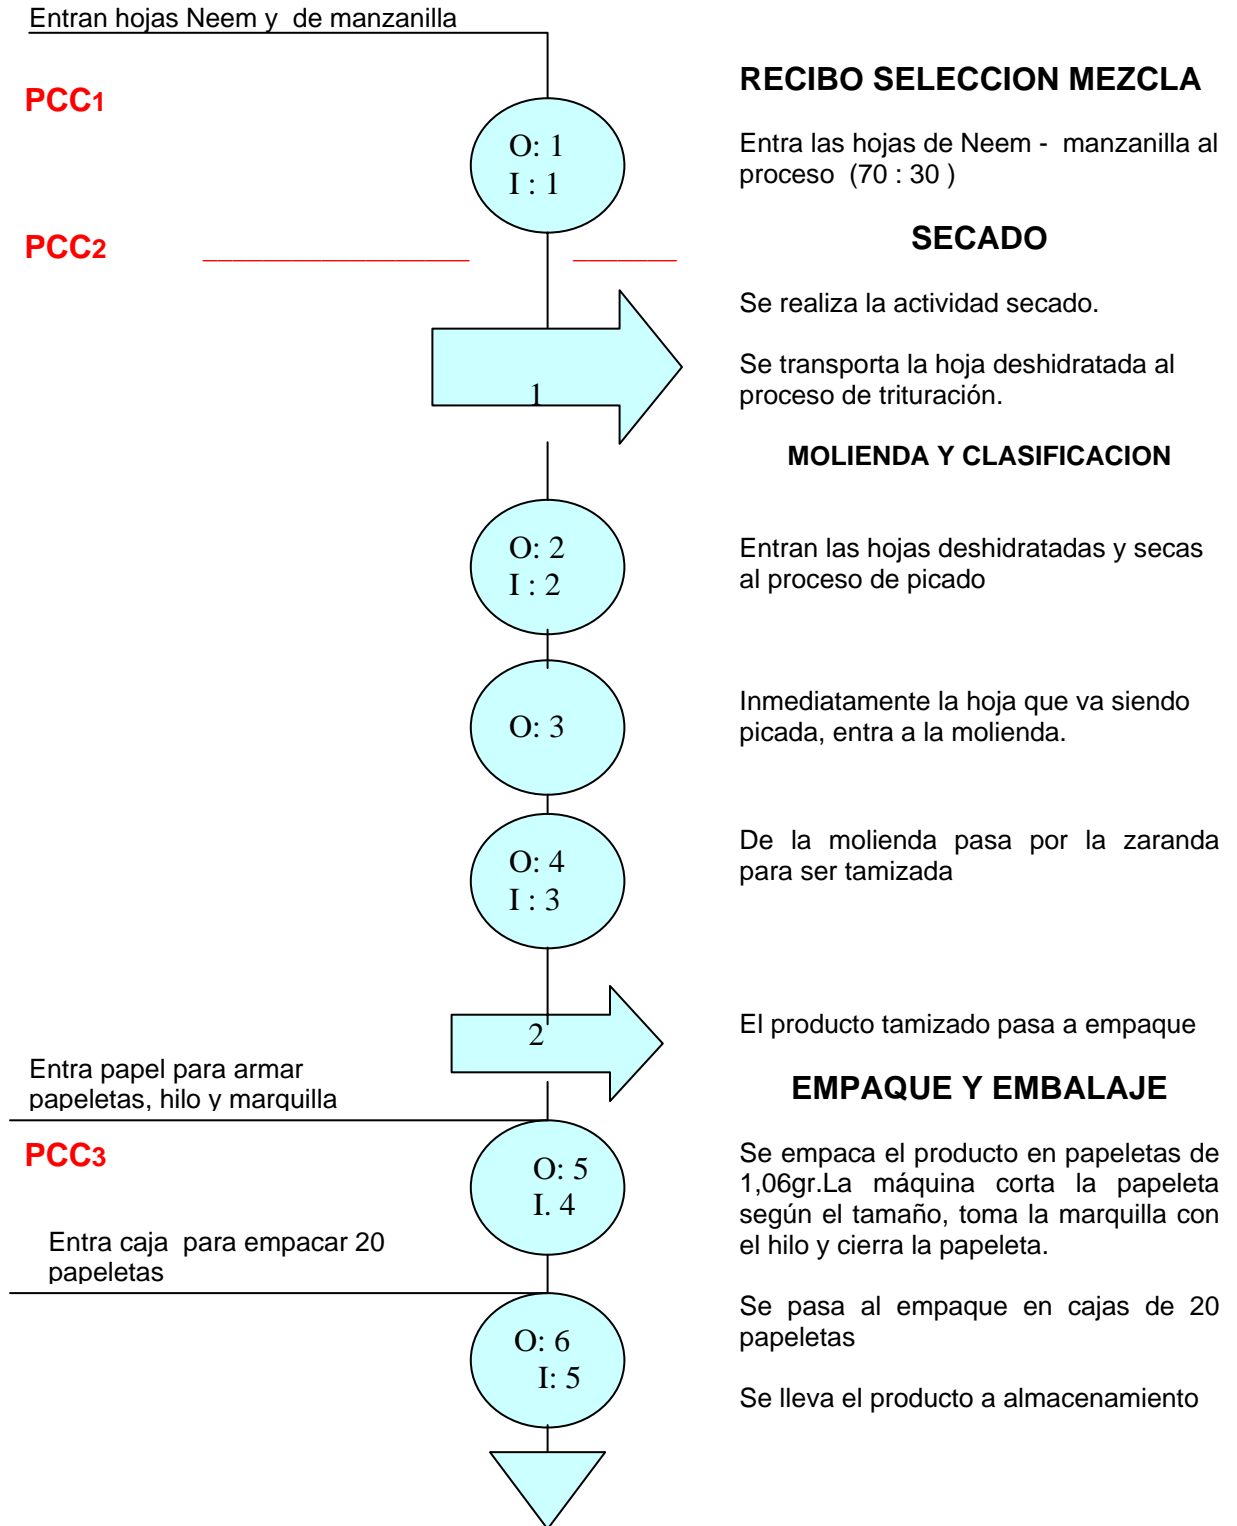 Entran hojas Neem y  de manzanilla
RECIBO SELECCION MEZCLA
PCC1
O: 1
I : 1
Entra las hojas de Neem -  manzanilla al
proceso  (70 : 30 )
PCC2
SECADO
Se realiza la actividad secado.
Se transporta la hoja deshidratada al
proceso de trituración.
1
MOLIENDA Y CLASIFICACION
O: 2
I : 2
Entran las hojas deshidratadas y secas
al proceso de picado
O: 3
Inmediatamente la hoja que va siendo
picada, entra a la molienda.
O: 4
I : 3
De la molienda pasa por la zaranda
para ser tamizada
2
El producto tamizado pasa a empaque
Entra papel para armar
papeletas, hilo y marquilla
EMPAQUE Y EMBALAJE
PCC3
O: 5
I. 4
Se empaca el producto en papeletas de
1,06gr.La máquina corta la papeleta
según el tamaño, toma la marquilla con
el hilo y cierra la papeleta.
Entra caja  para empacar 20
papeletas
O: 6
I: 5
Se pasa al empaque en cajas de 20
papeletas
Se lleva el producto a almacenamiento